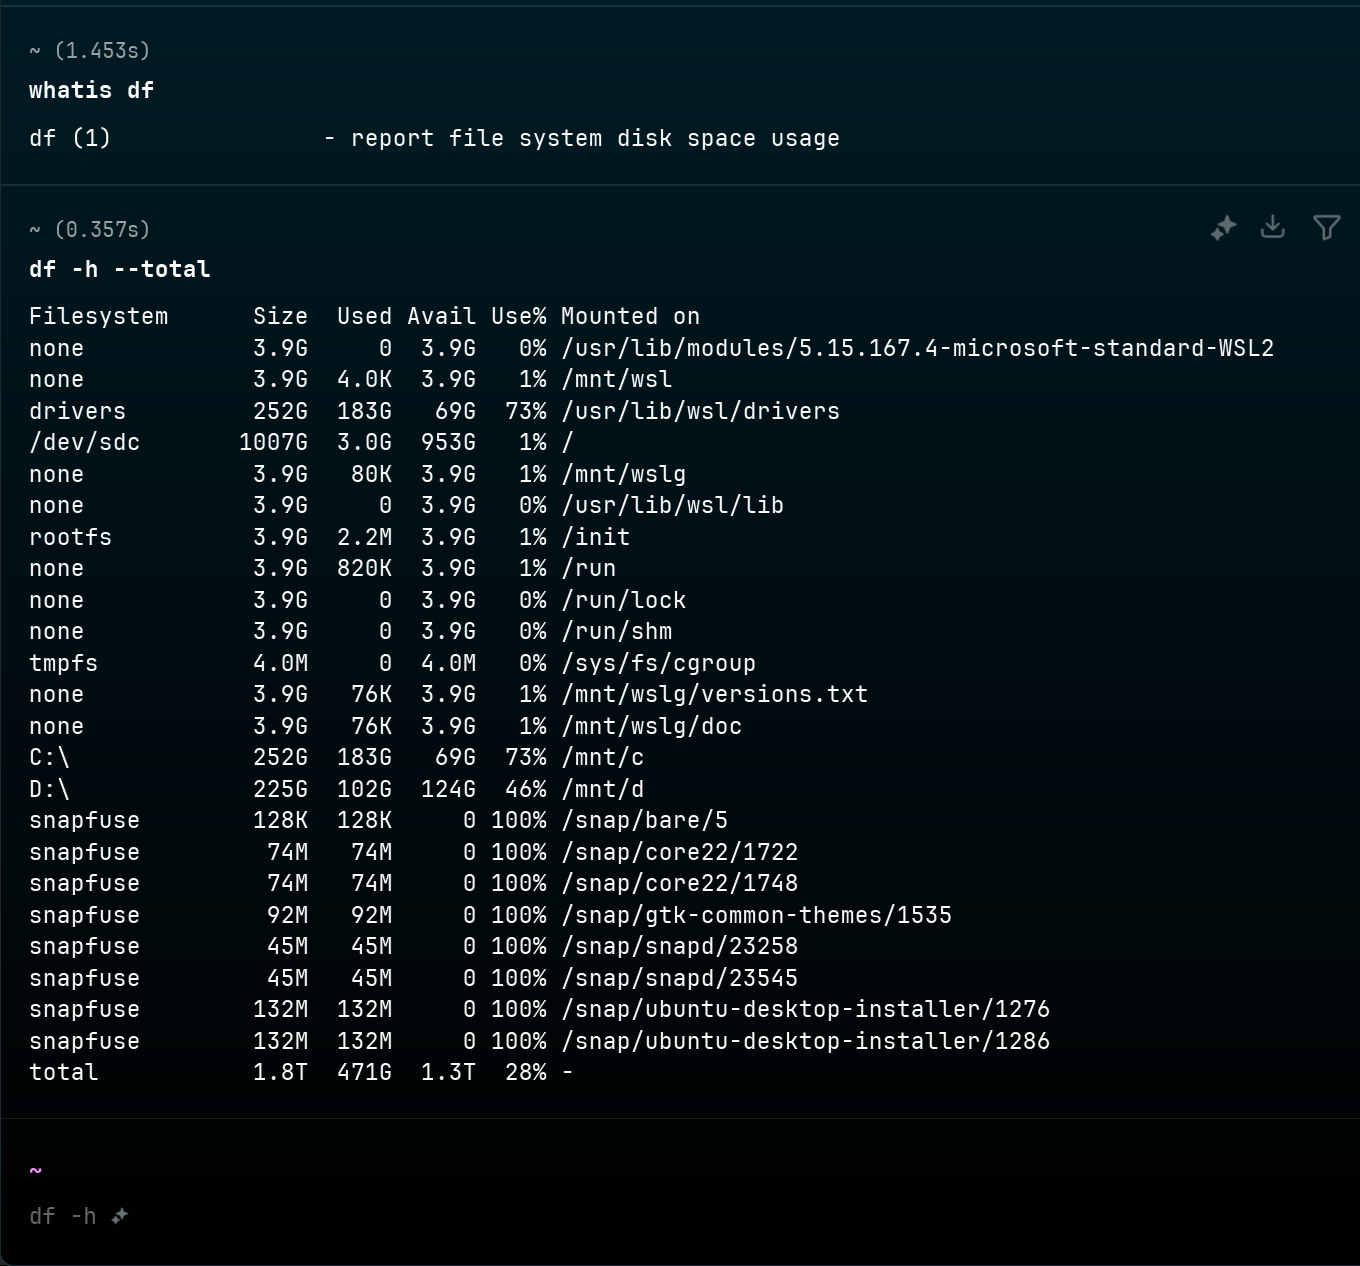 ~ (1.453s)
whatis df
df (1)               - report file system disk space usage
~ (0.357s)
df -h --total
Filesystem      Size  Used Avail Use% Mounted on
none            3.9G     0  3.9G   0% /usr/lib/modules/5.15.167.4-microsoft-standard-WSL2
none            3.9G  4.0K  3.9G   1% /mnt/wsl
drivers         252G  183G   69G  73% /usr/lib/wsl/drivers
/dev/sdc       1007G  3.0G  953G   1% /
none            3.9G   80K  3.9G   1% /mnt/wslg
none            3.9G     0  3.9G   0% /usr/lib/wsl/lib
rootfs          3.9G  2.2M  3.9G   1% /init
none            3.9G  820K  3.9G   1% /run
none            3.9G     0  3.9G   0% /run/lock
none            3.9G     0  3.9G   0% /run/shm
tmpfs           4.0M     0  4.0M   0% /sys/fs/cgroup
none            3.9G   76K  3.9G   1% /mnt/wslg/versions.txt
none            3.9G   76K  3.9G   1% /mnt/wslg/doc
C:\             252G  183G   69G  73% /mnt/c
D:\             225G  102G  124G  46% /mnt/d
snapfuse        128K  128K     0 100% /snap/bare/5
snapfuse         74M   74M     0 100% /snap/core22/1722
snapfuse         74M   74M     0 100% /snap/core22/1748
snapfuse         92M   92M     0 100% /snap/gtk-common-themes/1535
snapfuse         45M   45M     0 100% /snap/snapd/23258
snapfuse         45M   45M     0 100% /snap/snapd/23545
snapfuse        132M  132M     0 100% /snap/ubuntu-desktop-installer/1276
snapfuse        132M  132M     0 100% /snap/ubuntu-desktop-installer/1286
total           1.8T  471G  1.3T  28% -
~
df -h